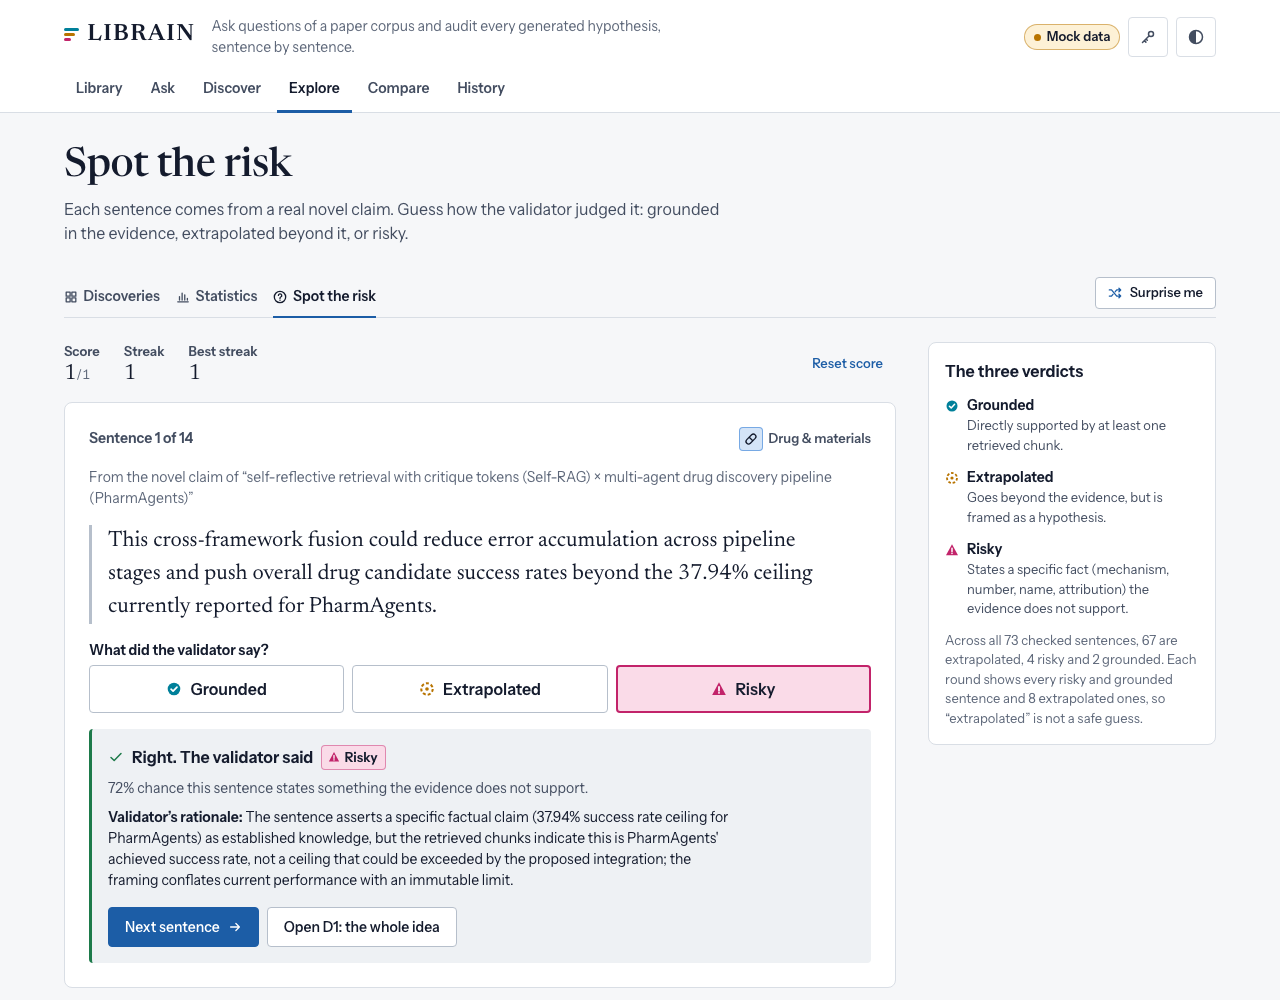 LIBRAIN
Ask questions of a paper corpus and audit every generated hypothesis,
sentence by sentence.
Mock data
Library
Ask
Discover
Explore
Compare
History
Spot the risk
Each sentence comes from a real novel claim. Guess how the validator judged it: grounded
in the evidence, extrapolated beyond it, or risky.
Discoveries
Statistics
Spot the risk
Surprise me
Score
Streak
Best streak
1/1
1
1
Reset score
Sentence 1 of 14
Drug & materials
From the novel claim of “self-reflective retrieval with critique tokens (Self-RAG) × multi-agent drug discovery pipeline
(PharmAgents)”
This cross-framework fusion could reduce error accumulation across pipeline
stages and push overall drug candidate success rates beyond the 37.94% ceiling
currently reported for PharmAgents.
What did the validator say?
Grounded
Extrapolated
Risky
Right. The validator said
Risky
72% chance this sentence states something the evidence does not support.
Validator’s rationale: The sentence asserts a specific factual claim (37.94% success rate ceiling for
PharmAgents) as established knowledge, but the retrieved chunks indicate this is PharmAgents'
achieved success rate, not a ceiling that could be exceeded by the proposed integration; the
framing conflates current performance with an immutable limit.
Next sentence
Open D1: the whole idea
The three verdicts
Grounded
Directly supported by at least one
retrieved chunk.
Extrapolated
Goes beyond the evidence, but is
framed as a hypothesis.
Risky
States a specific fact (mechanism,
number, name, attribution) the
evidence does not support.
Across all 73 checked sentences, 67 are
extrapolated, 4 risky and 2 grounded. Each
round shows every risky and grounded
sentence and 8 extrapolated ones, so
“extrapolated” is not a safe guess.